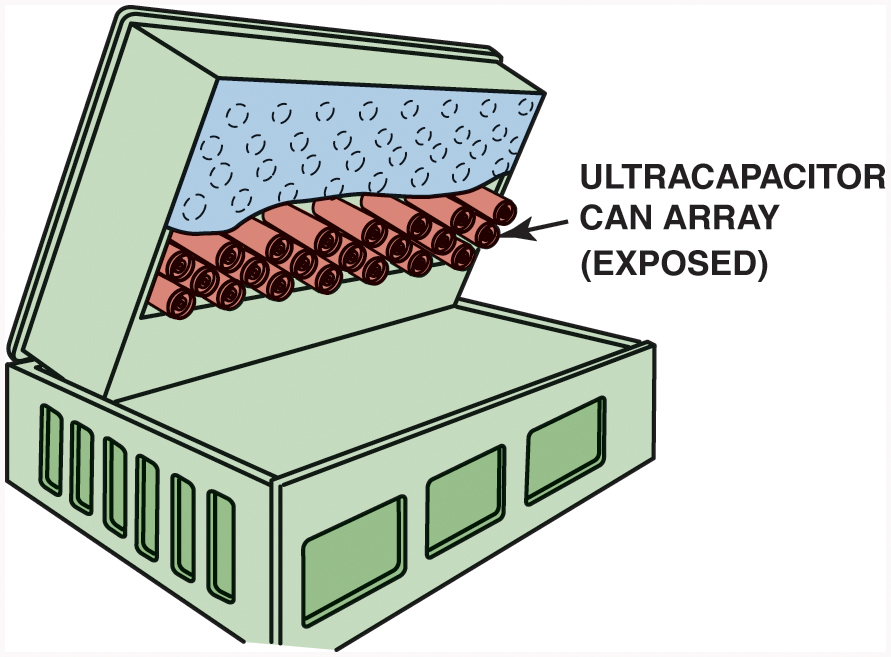 ULTRACAPACITOR
CAN ARRAY
(EXPOSED)